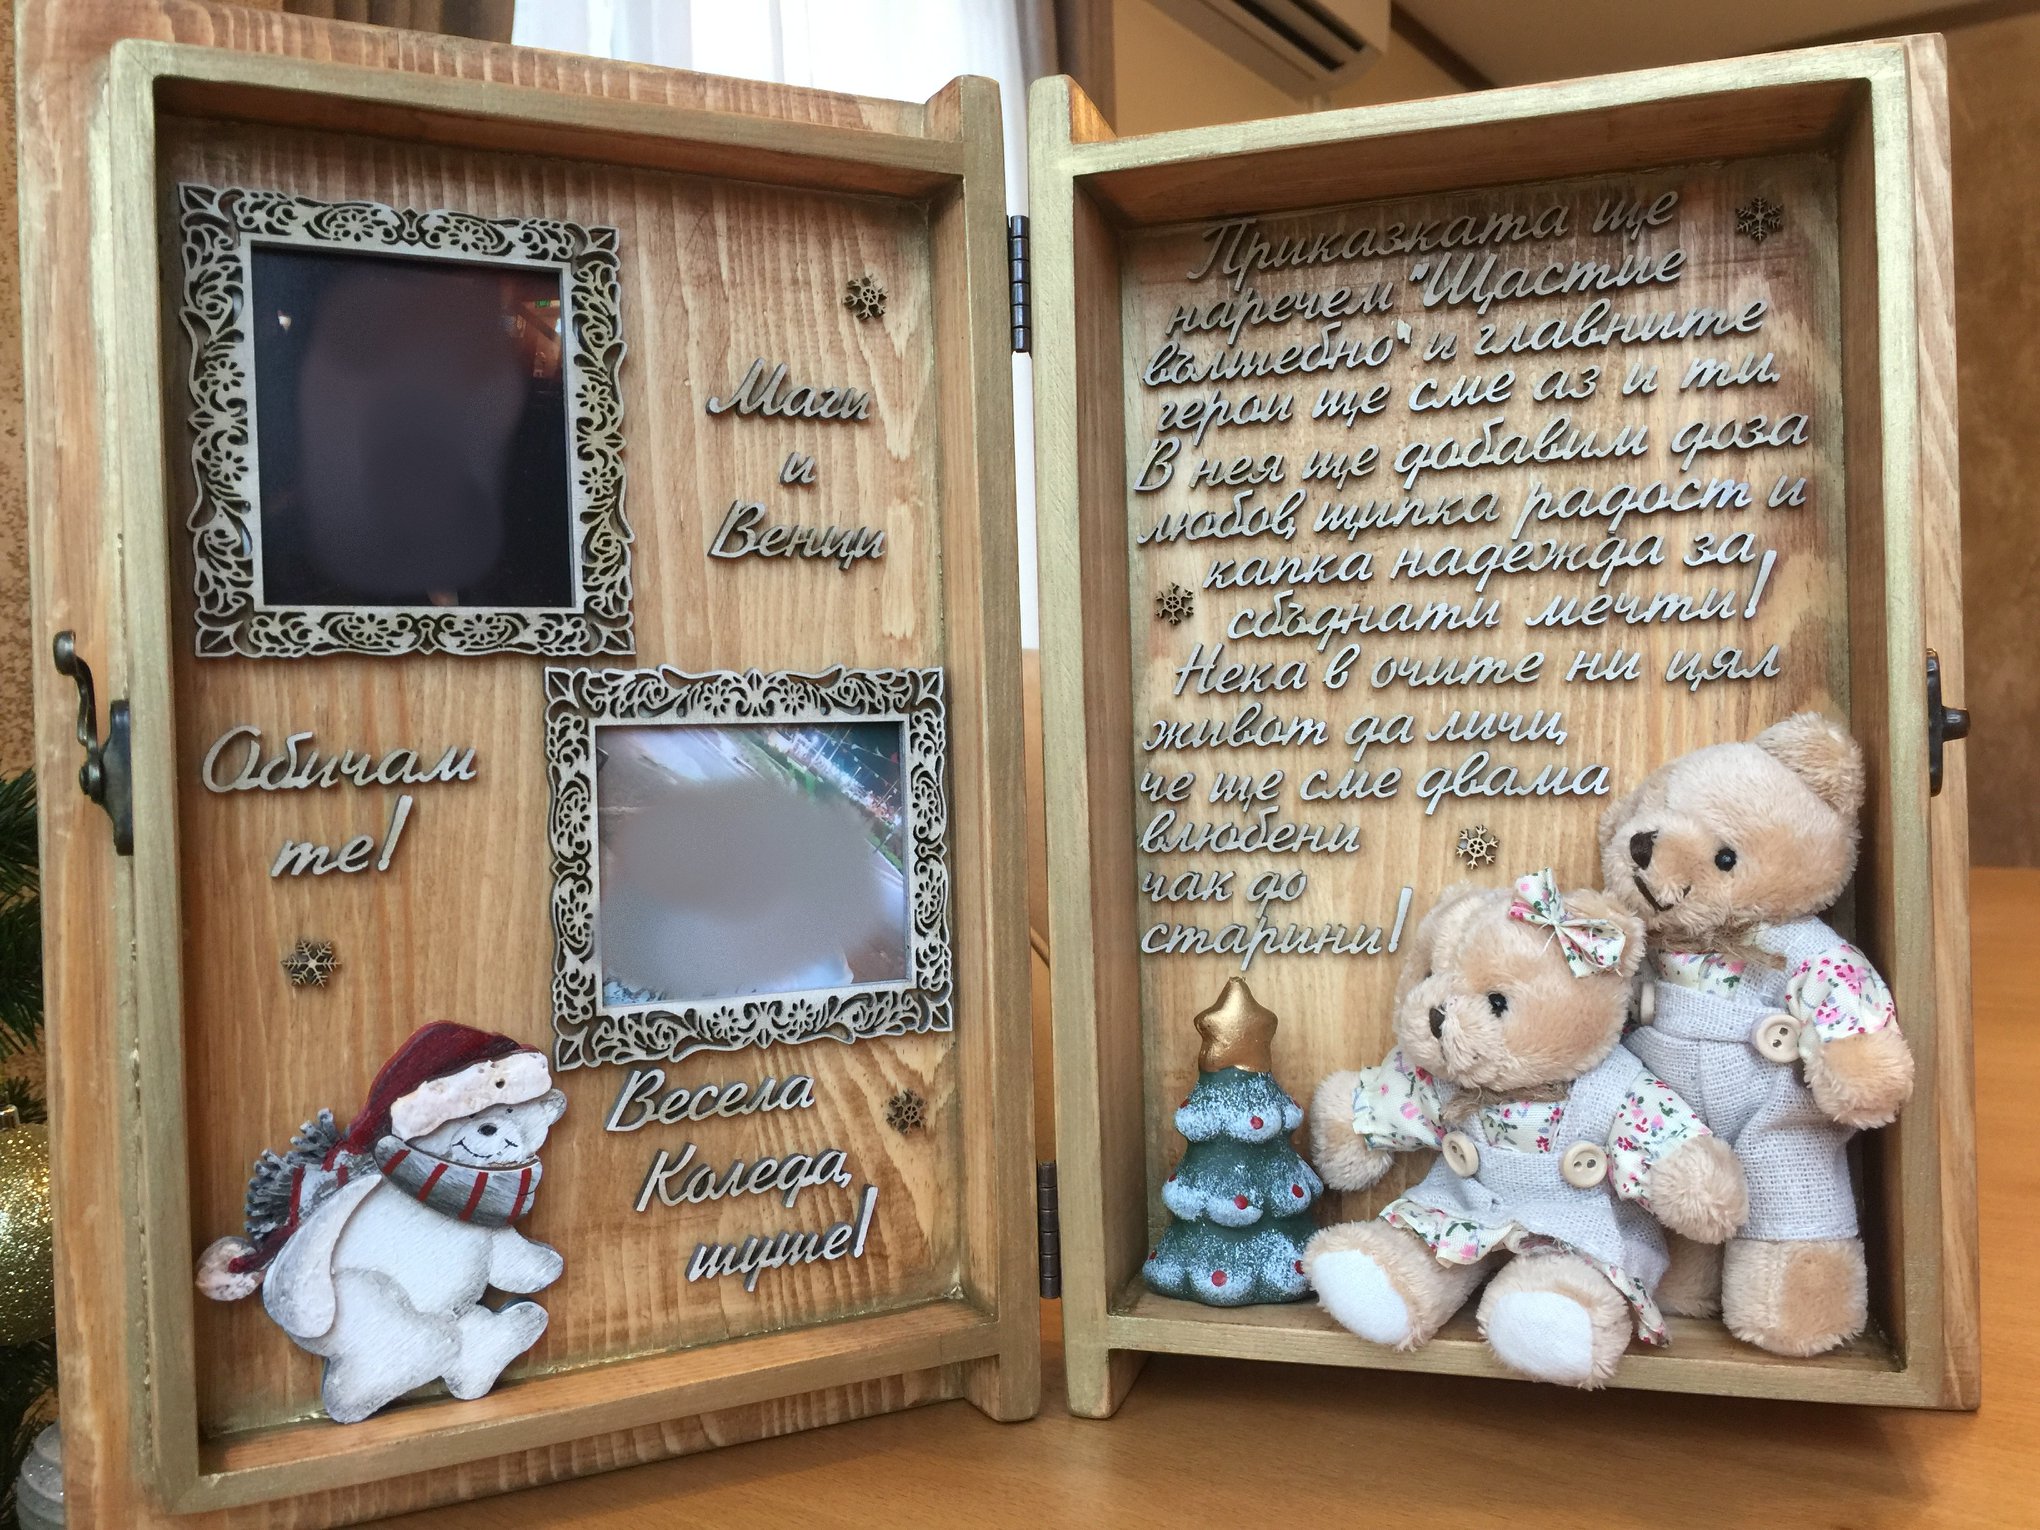 Маги
и
Венци
Обичам
те!
Весела
Коледа,
туше!
Приказката ще
наречем "Щастие
вълшебно" и главните
герои ще сме аз и ти.
В нея ще добавим доза
любов, щипка радост и
капка надежда за
сбъднати мечти!
Нека в очите ни цял
живот да личи,
че ще сме двама
влюбени
чак до
старини!